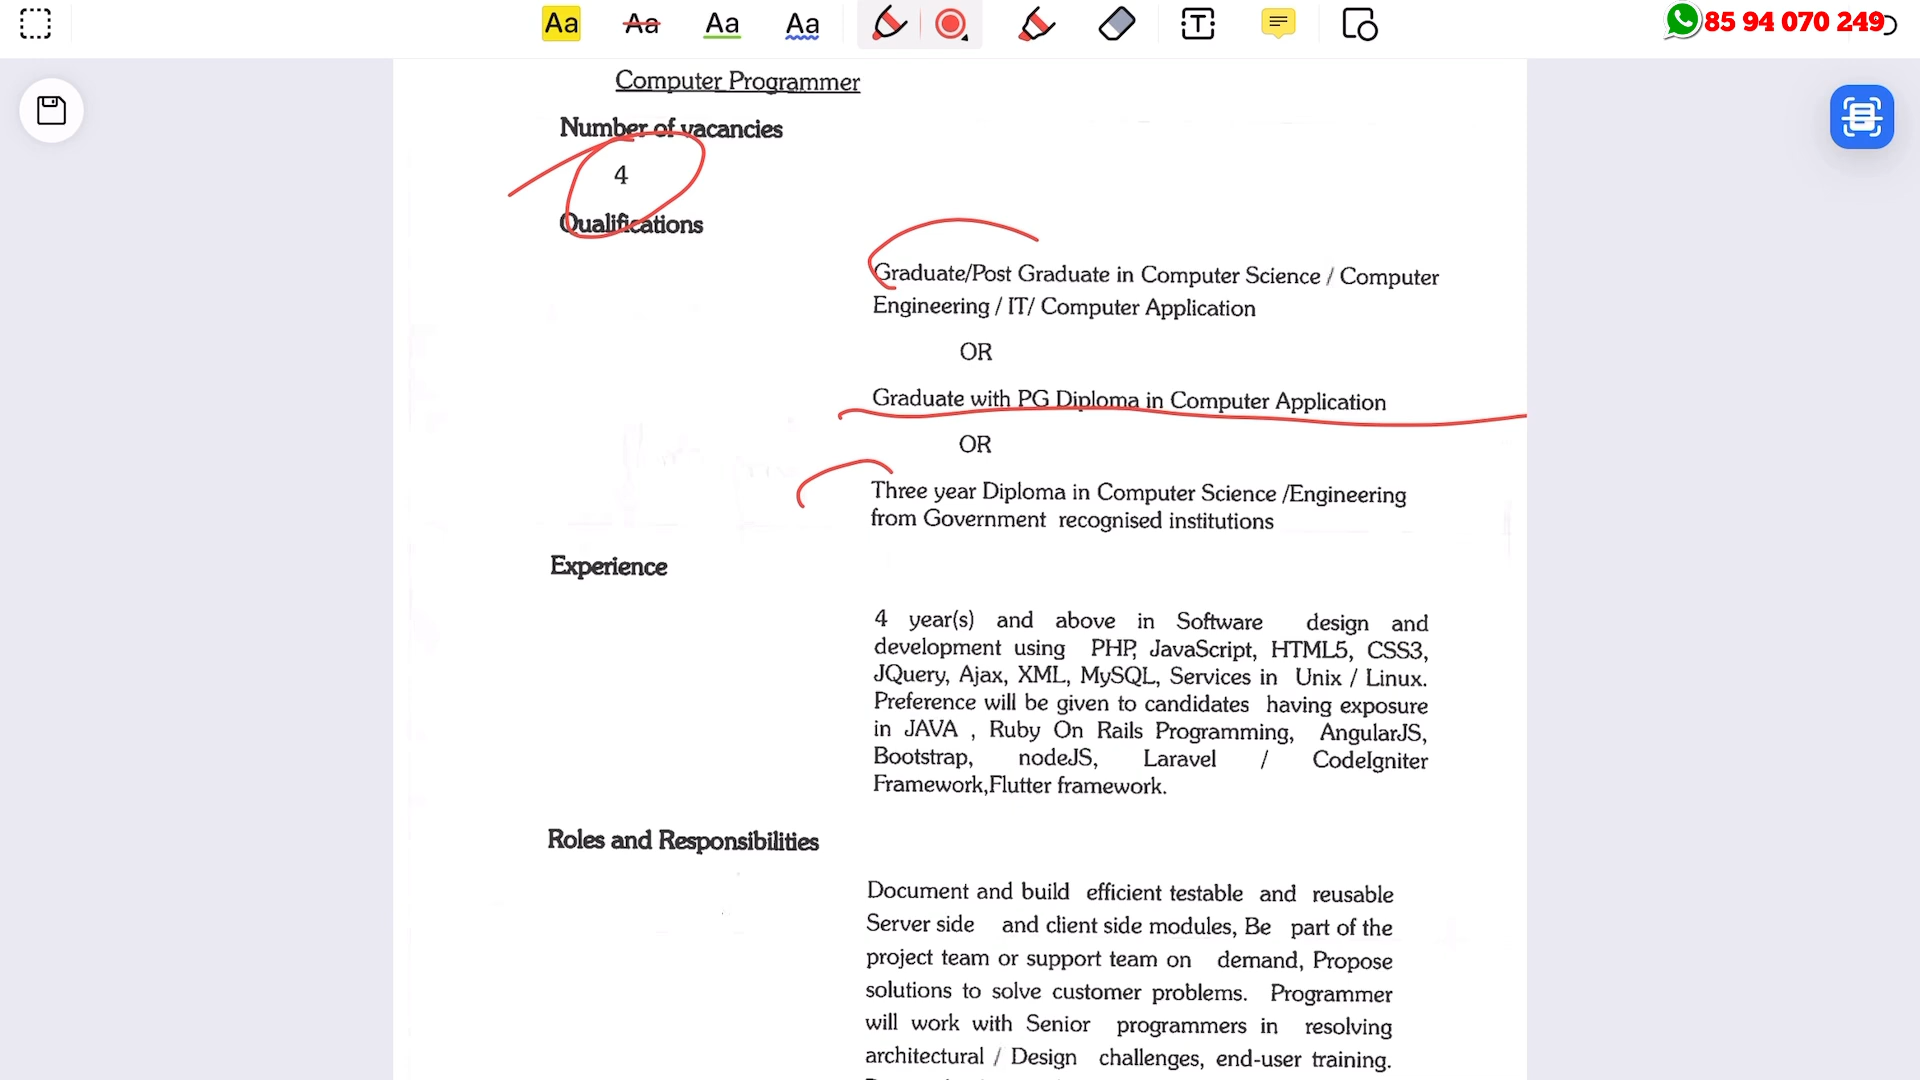 Aa Aa Aa Aa T
85 94 070 249
Computer Programmer
Number of vacancies
4
Qualifications
Graduate/Post Graduate in Computer Science / Computer
Engineering / IT/ Computer Application
OR
Graduate with PG Diploma in Computer Application
OR
Three year Diploma in Computer Science /Engineering
from Government recognised institutions
Experience
4 year(s) and above in Software design and
development using PHP, JavaScript, HTML5, CSS3,
JQuery, Ajax, XML, MySQL, Services in Unix / Linux.
Preference will be given to candidates having exposure
in JAVA , Ruby On Rails Programming, AngularJS,
Bootstrap, nodeJS, Laravel / CodeIgniter
Framework,Flutter framework.
Roles and Responsibilities
Document and build efficient testable and reusable
Server side and client side modules, Be part of the
project team or support team on demand, Propose
solutions to solve customer problems. Programmer
will work with Senior programmers in resolving
architectural / Design challenges, end-user training.